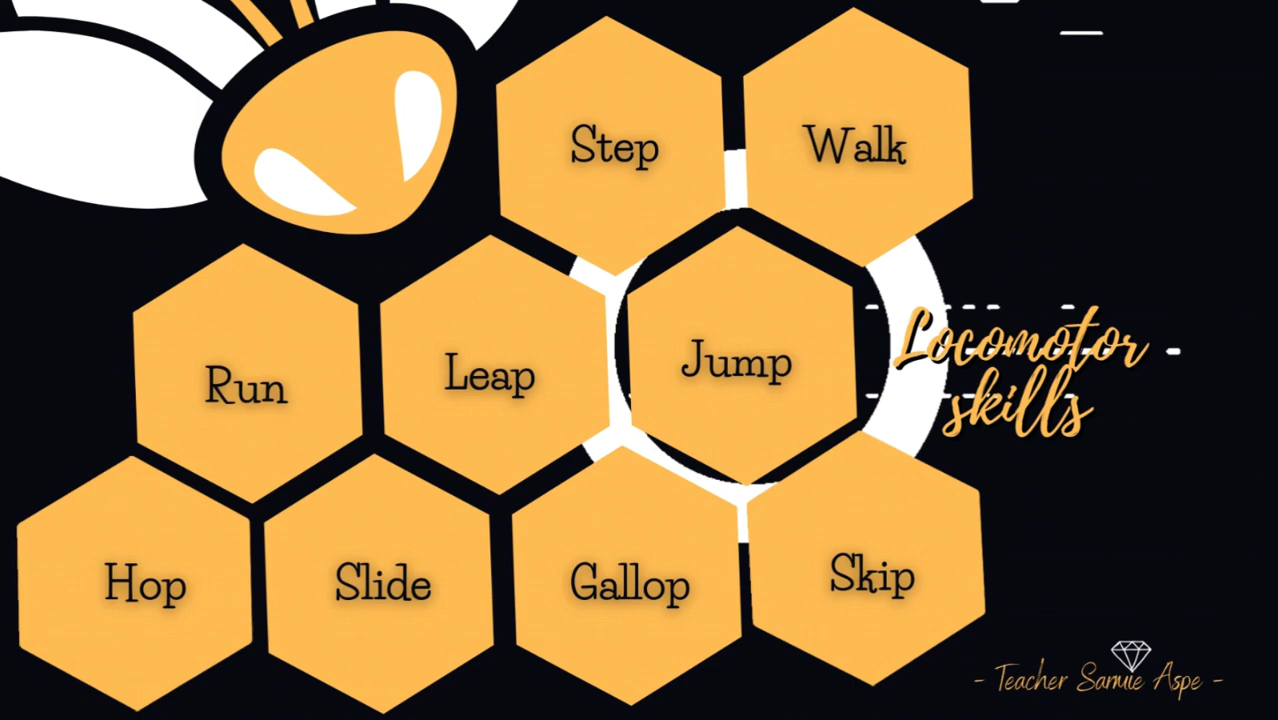 Step
Walk
Run
Leap
Jump
Locomotor
skills
Hop
Slide
Gallop
Skip
- Teacher Samie Aspe -